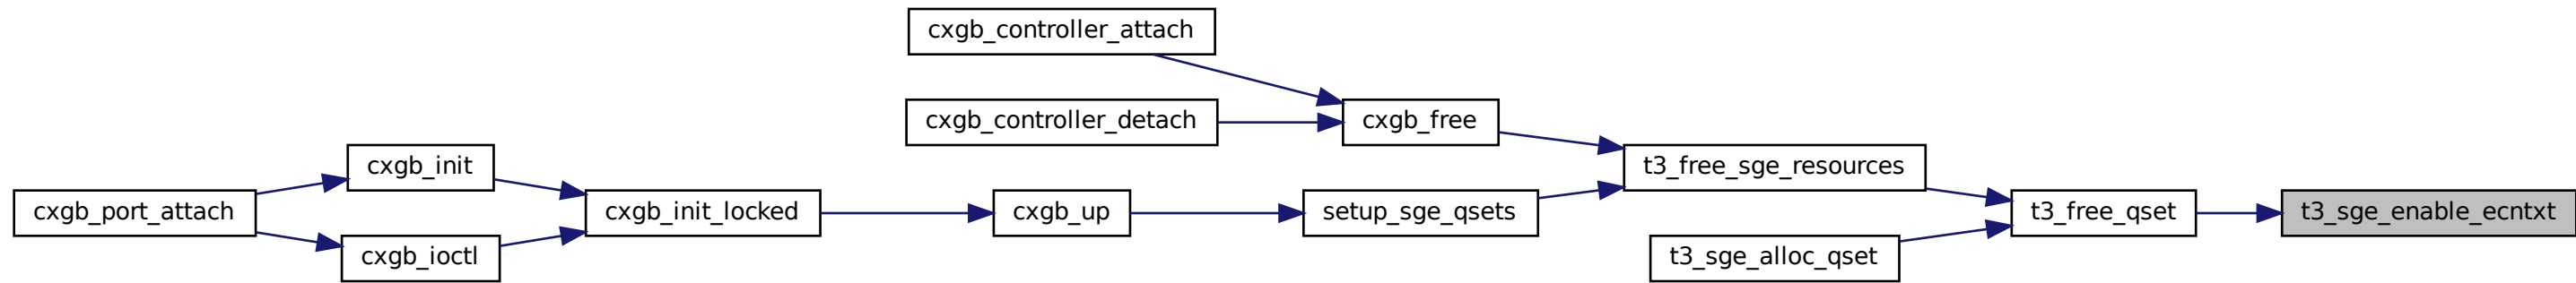 cxgb_controller_attach
cxgb_controller_detach
cxgb_free
cxgb_init
t3_free_sge_resources
cxgb_port_attach
cxgb_init_locked
cxgb_up
setup_sge_qsets
t3_free_qset
t3_sge_enable_ecntxt
cxgb_ioctl
t3_sge_alloc_qset